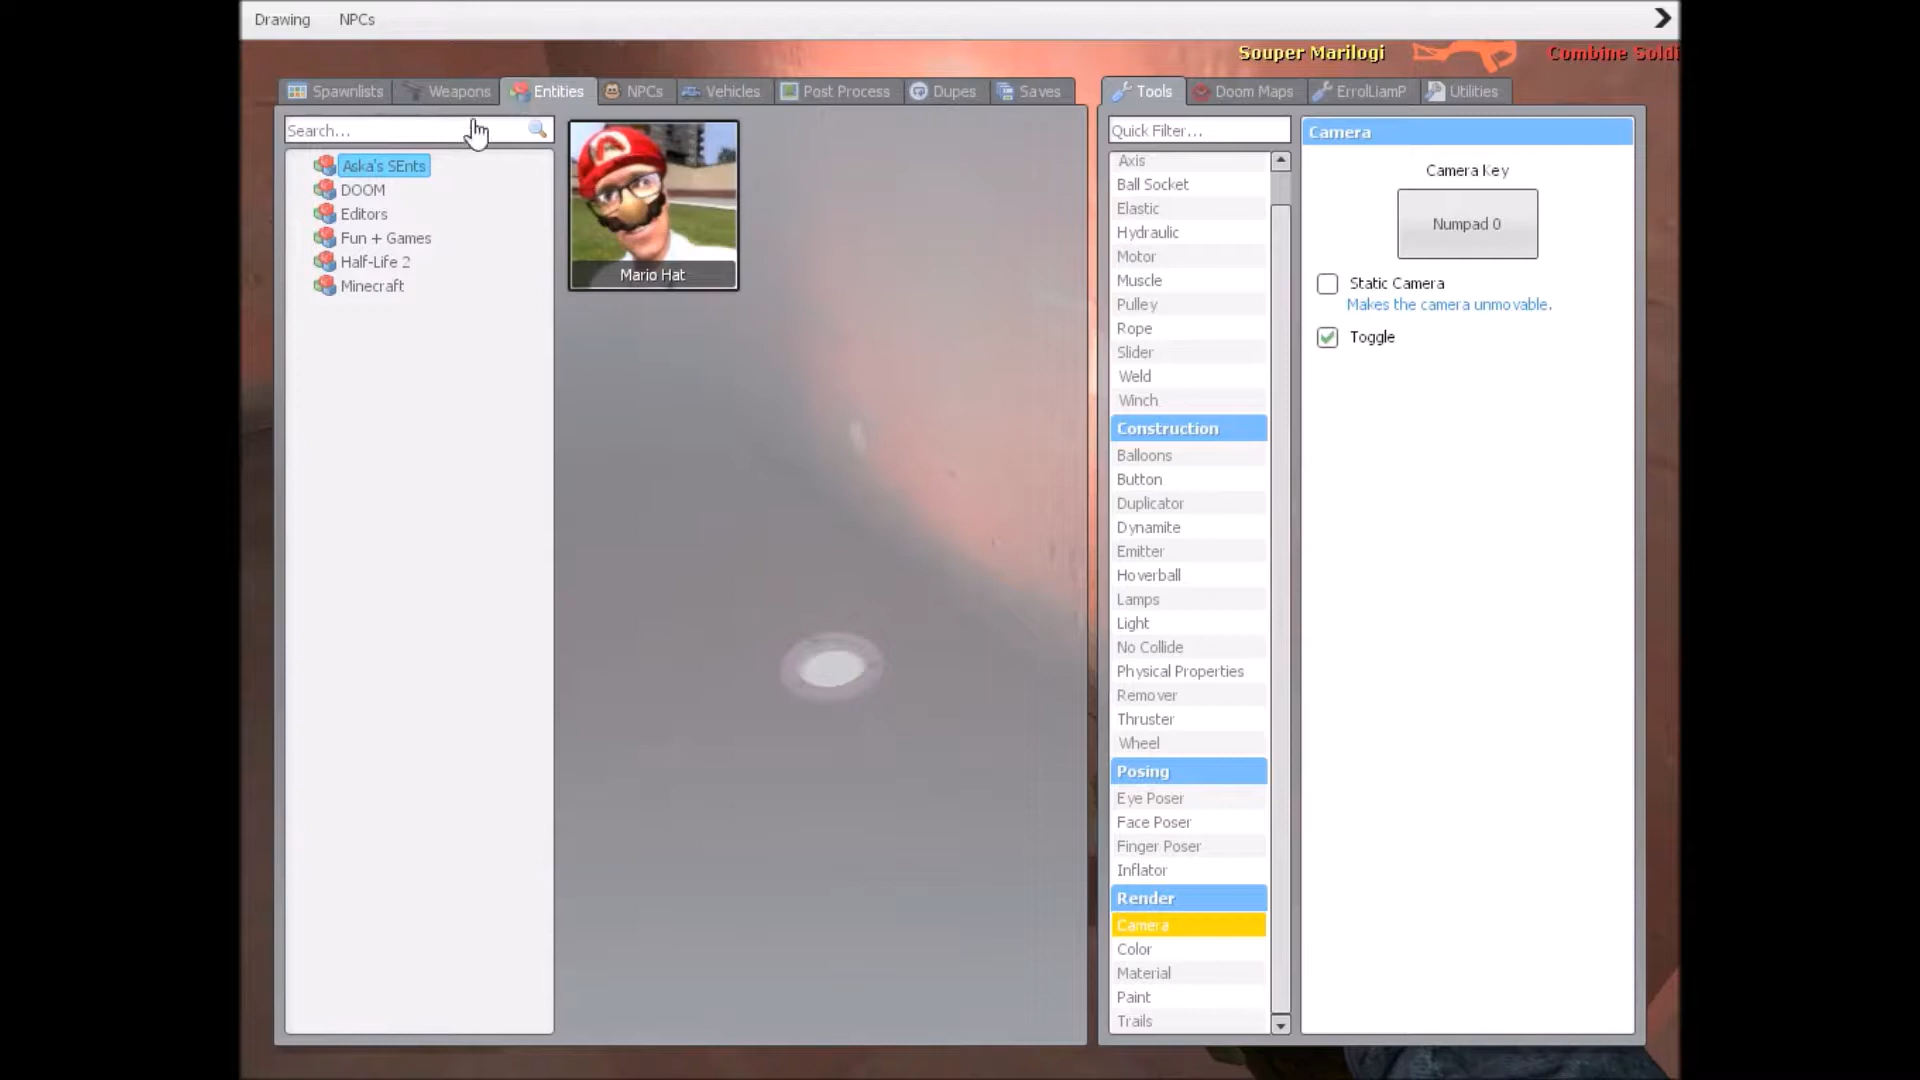 Drawing NPCs
Souper Marilogi Combine Soldi
Spawnlists Weapons Entities NPCs Vehicles Post Process Dupes Saves
Search...
Aska's SEnts
DOOM
Editors
Fun + Games
Half-Life 2
Minecraft
Mario Hat
Tools Doom Maps ErrolLiamP Utilities
Quick Filter...
Axis
Ball Socket
Elastic
Hydraulic
Motor
Muscle
Pulley
Rope
Slider
Weld
Winch
Construction
Balloons
Button
Duplicator
Dynamite
Emitter
Hoverball
Lamps
Light
No Collide
Physical Properties
Remover
Thruster
Wheel
Posing
Eye Poser
Face Poser
Finger Poser
Inflator
Render
Camera
Color
Material
Paint
Trails
Camera
Camera Key
Numpad 0
Static Camera
Makes the camera unmovable.
Toggle